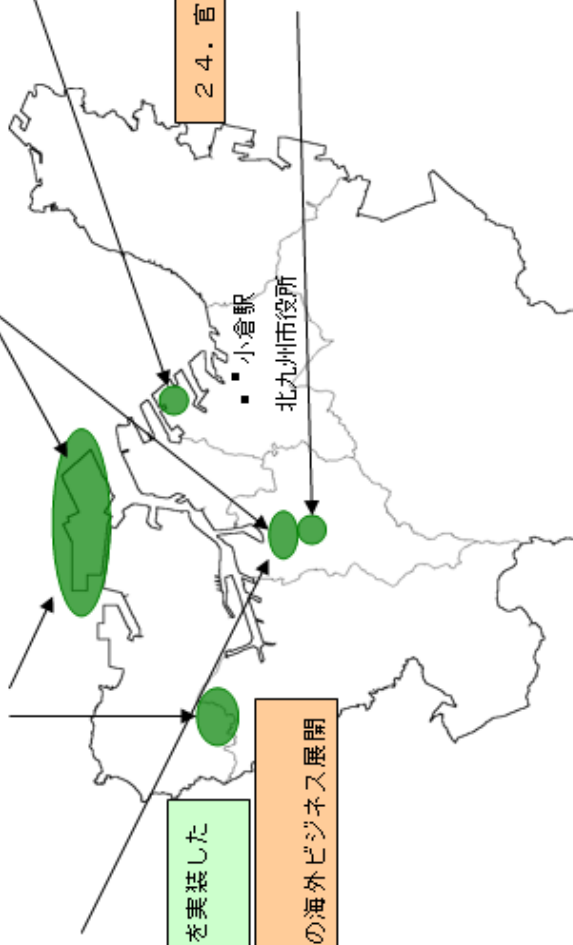 ２４．官
小倉駅
北九州市役所
を実装した
の海外ビジネス展開